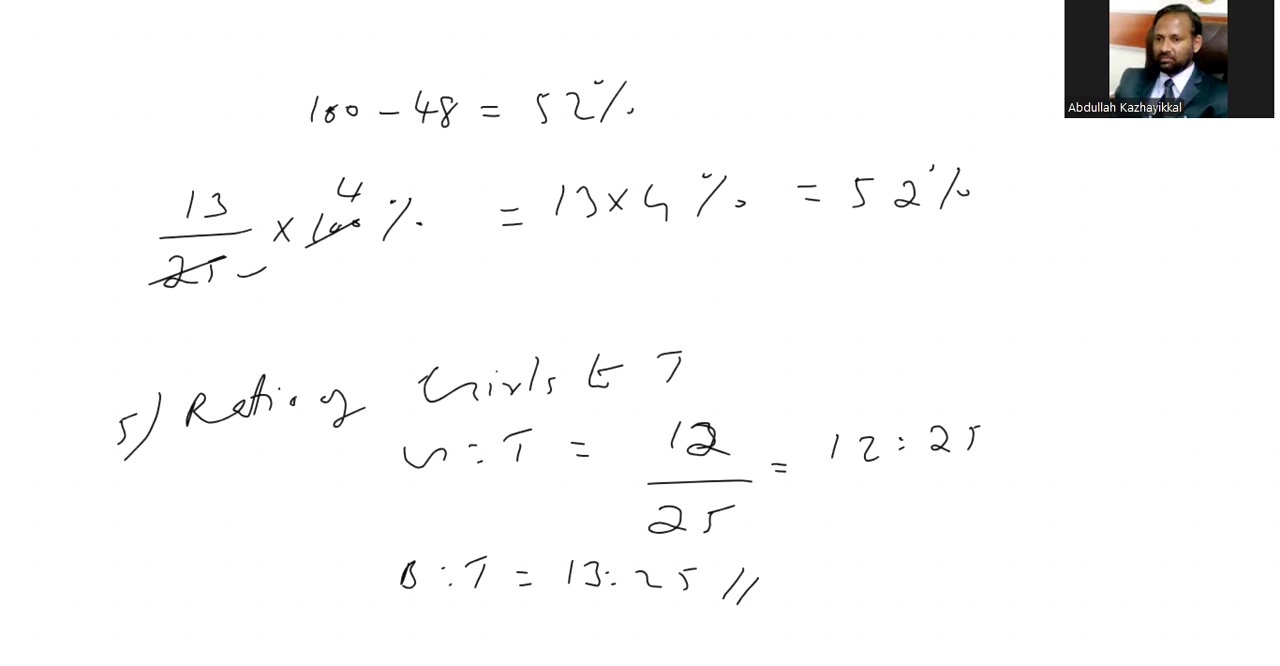 100 - 48 = 52%
Abdullah Kazhayikkal
13/25 × 100 4 % = 13 × 4 % = 52%
5) Ratio of Girls to T
G : T = 12/25 = 12 : 25
B : T = 13 : 25 //